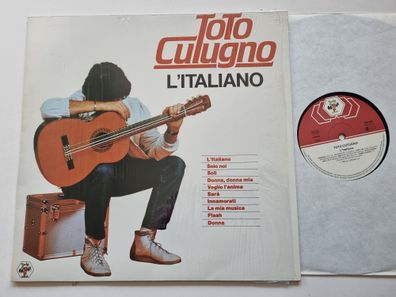 TOTO
CUTUGNO
L'ITALIANO
L'Italiano
Solo noi
Soli
Donna, donna mia
Voglio l'anima
Sarà
Innamorati
La mia musica
Flash
Donna
TOTO CUTUGNO